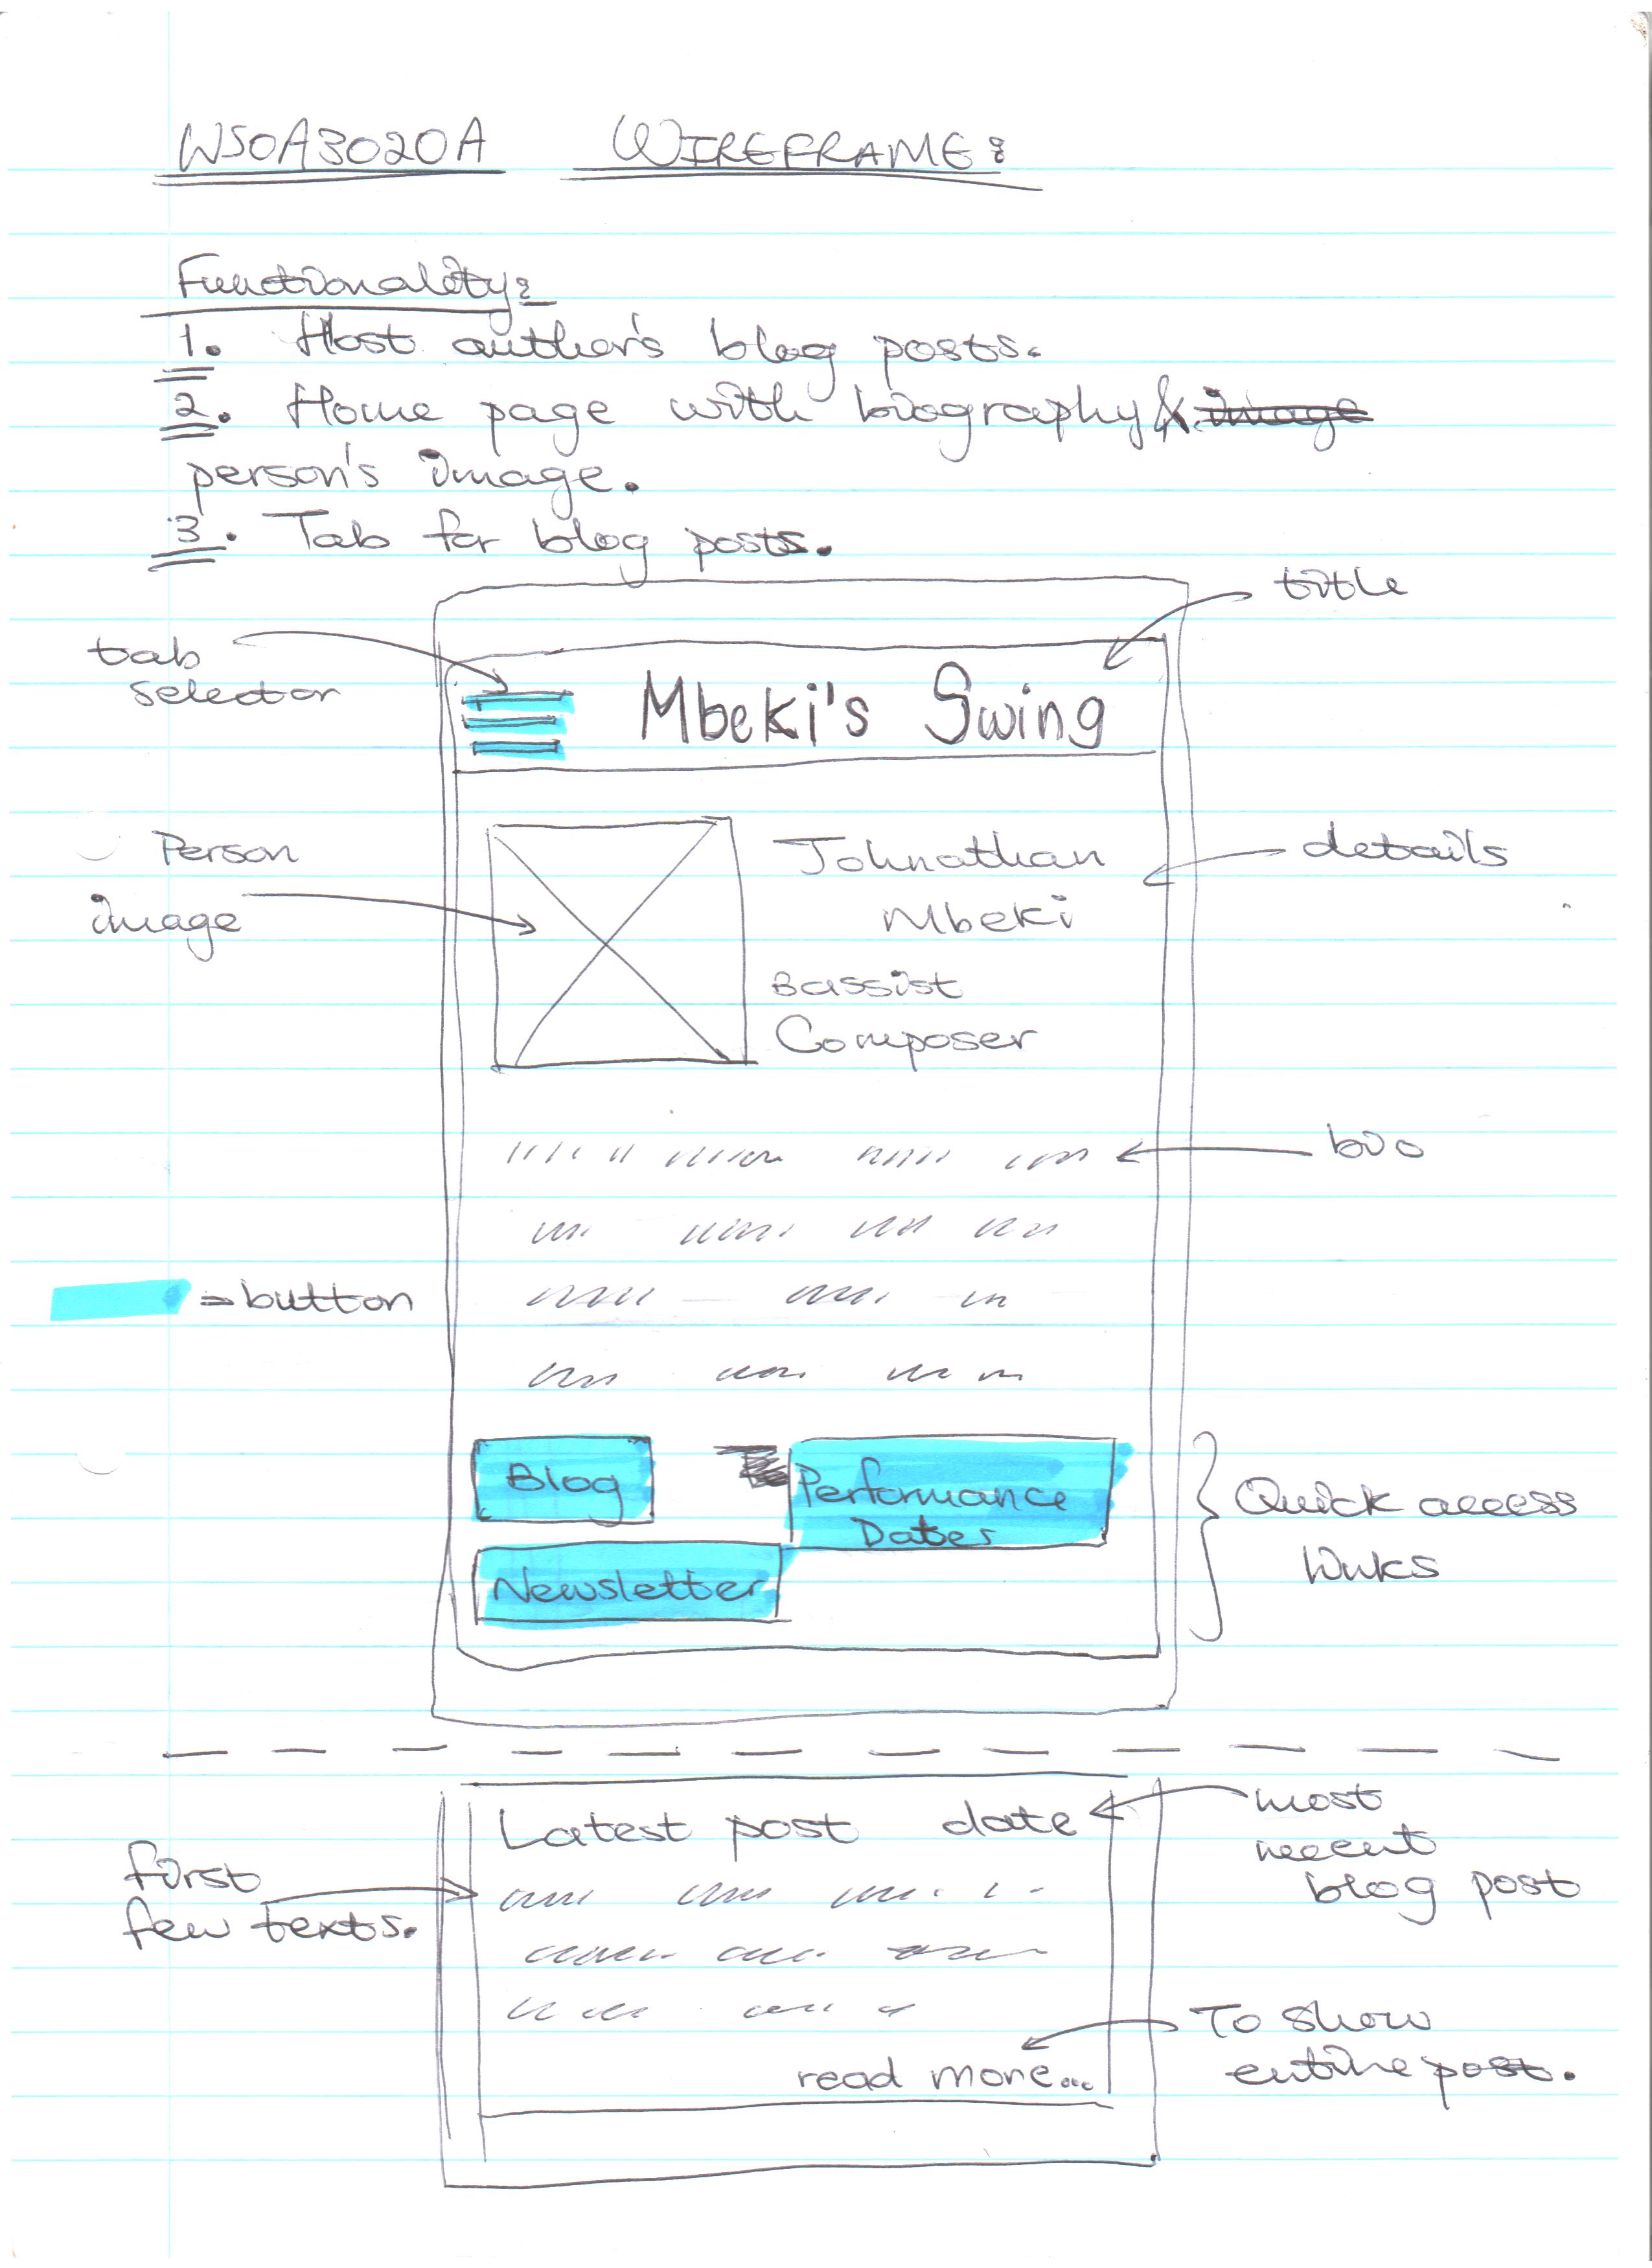 WSOA3020A WIREFRAME:
Functionality:
1. Host author's blog posts.
2. Home page with biography & image
person's image.
3. Tab for blog posts.
title
tab
selector
Mbeki's Swing
Person
image
Johnathan
Mbeki
Bassist
Composer
details
bio
= button
Blog
Performance
Dates
Newsletter
Quick access
links
Latest post date
most
recent
blog post
first
few texts.
read more...
To show
entire post.